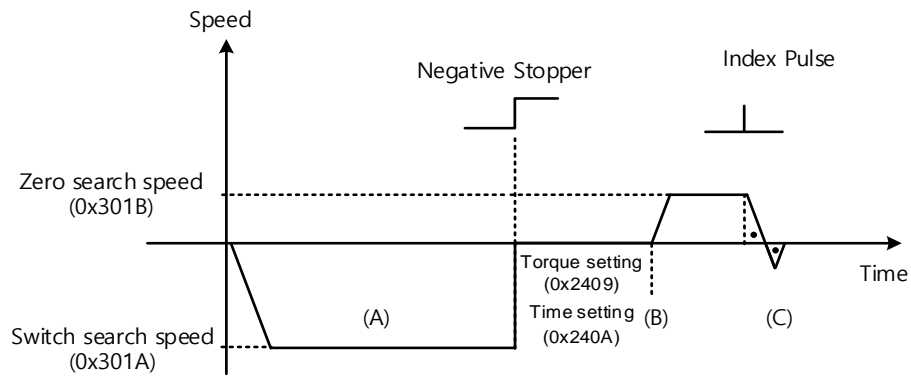 Speed
Negative Stopper
Index Pulse
Zero search speed
(0x301B)
Time
Torque setting
(0x2409)
(A)
Time setting
(B)
(C)
(0x240A)
Switch search speed
(0x301A)